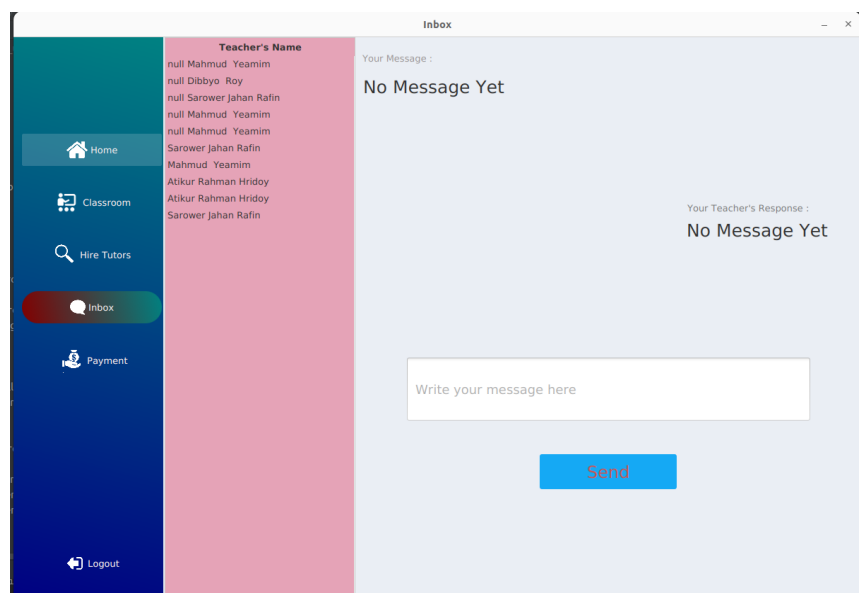 Inbox
Home
Classroom
Hire Tutors
Inbox
Payment
Logout
Teacher's Name
null Mahmud  Yeamim
null Dibbyo  Roy
null Sarower Jahan Rafin
null Mahmud  Yeamim
null Mahmud  Yeamim
Sarower Jahan Rafin
Mahmud  Yeamim
Atikur Rahman Hridoy
Atikur Rahman Hridoy
Sarower Jahan Rafin
Your Message :
No Message Yet
Your Teacher's Response :
No Message Yet
Write your message here
Send